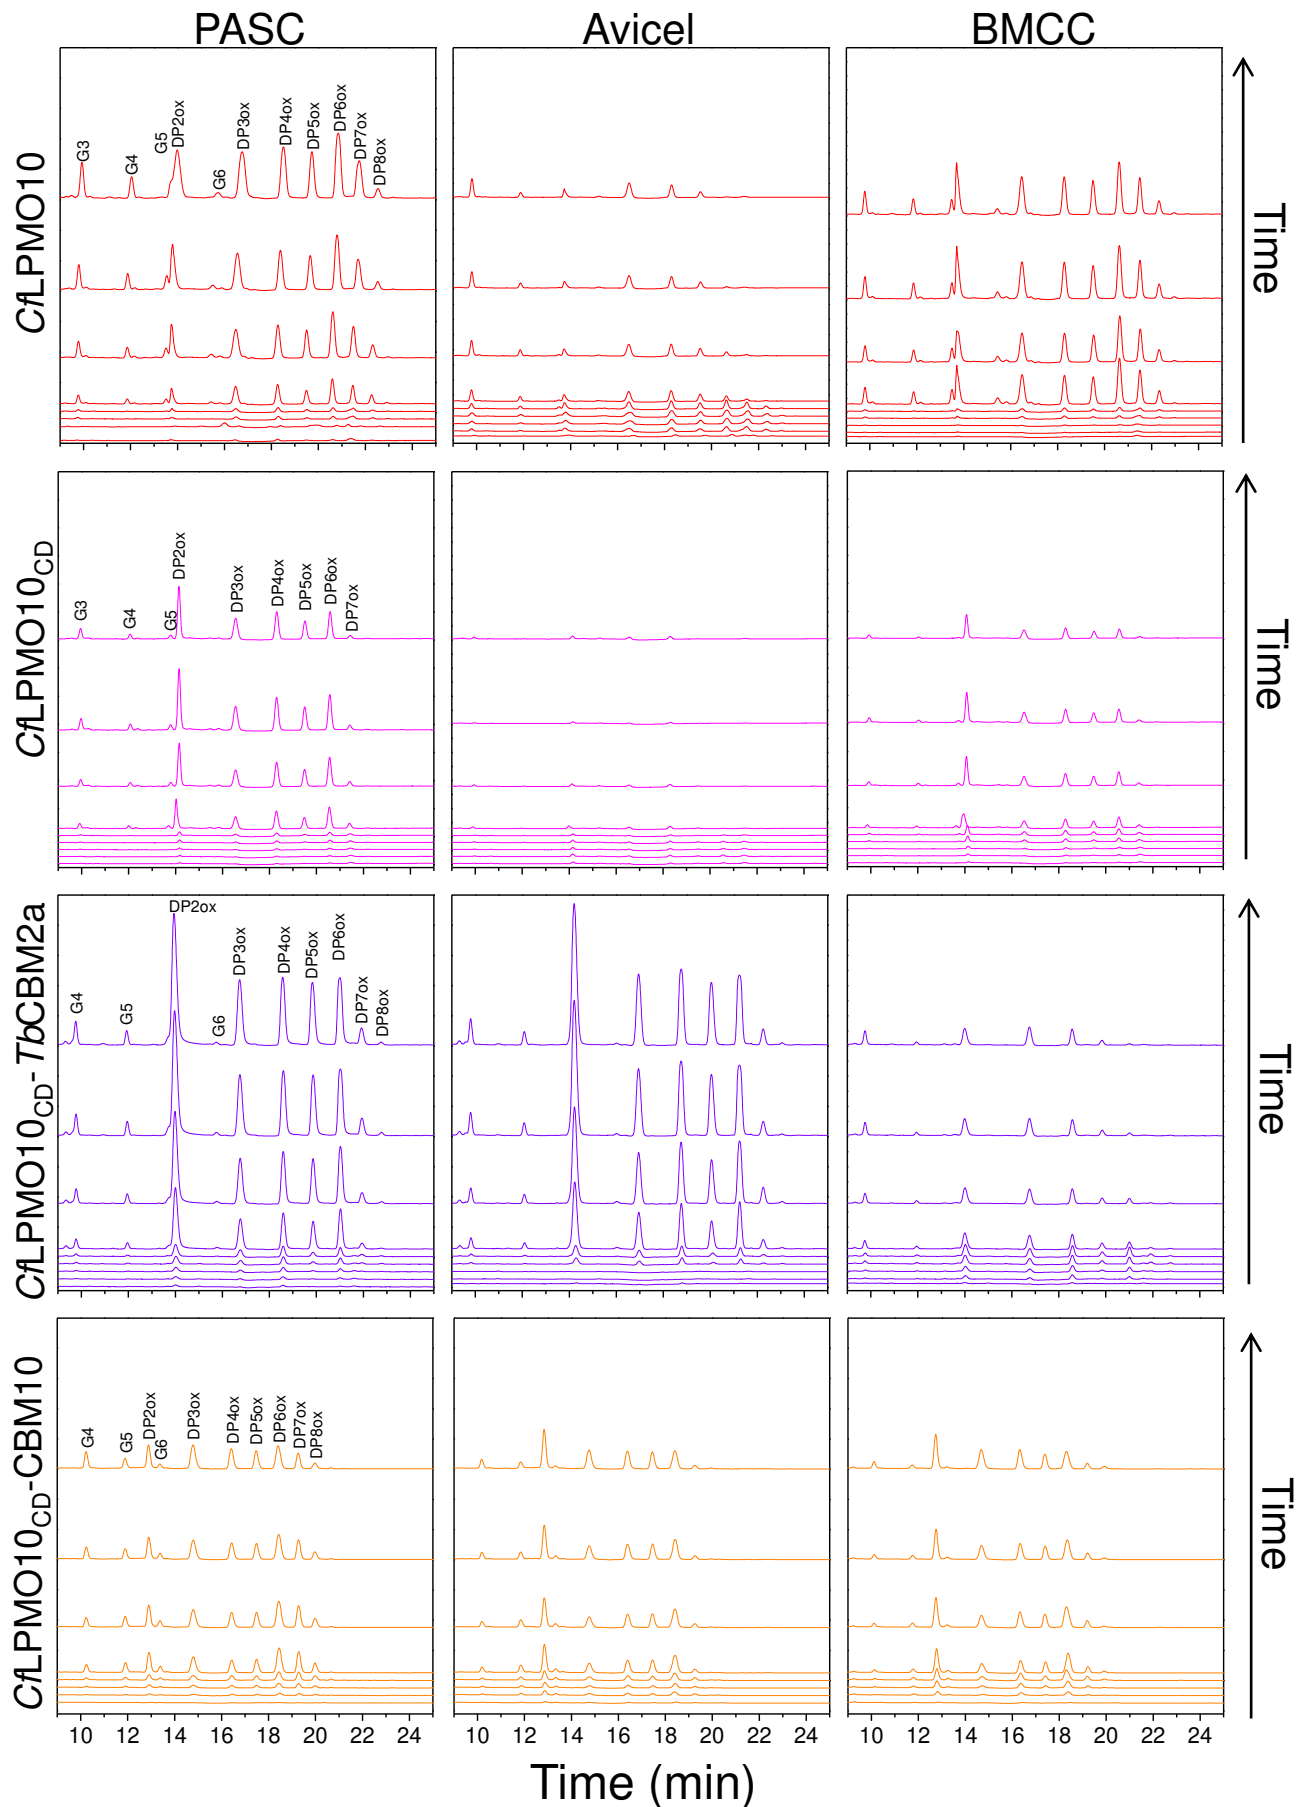 PASC Avicel BMCC
CfLPMO10
G3 G4 G5 DP2ox G6 DP3ox DP4ox DP5ox DP6ox DP7ox DP8ox
Time
CfLPMO10CD
G3 G4 G5 DP2ox DP3ox DP4ox DP5ox DP6ox DP7ox
Time
CfLPMO10CD-TbCBM2a
G4 G5 DP2ox G6 DP3ox DP4ox DP5ox DP6ox DP7ox DP8ox
Time
CfLPMO10CD-CBM10
G4 G5 DP2ox G6 DP3ox DP4ox DP5ox DP6ox DP7ox DP8ox
Time
10 12 14 16 18 20 22 24 10 12 14 16 18 20 22 24 10 12 14 16 18 20 22 24
Time (min)